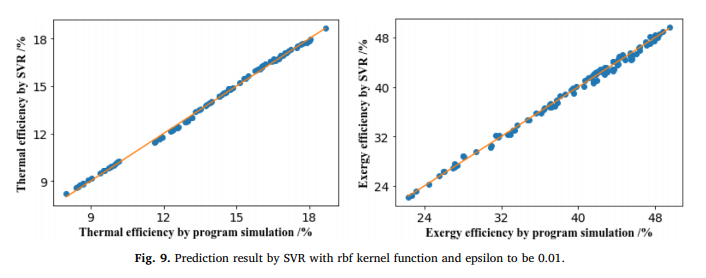 Thermal efficiency by SVR /%
18
15
12
9
9 12 15 18
Thermal efficiency by program simulation /%
Exergy efficiency by SVR /%
48
40
32
24
24 32 40 48
Exergy efficiency by program simulation /%
Fig. 9. Prediction result by SVR with rbf kernel function and epsilon to be 0.01.